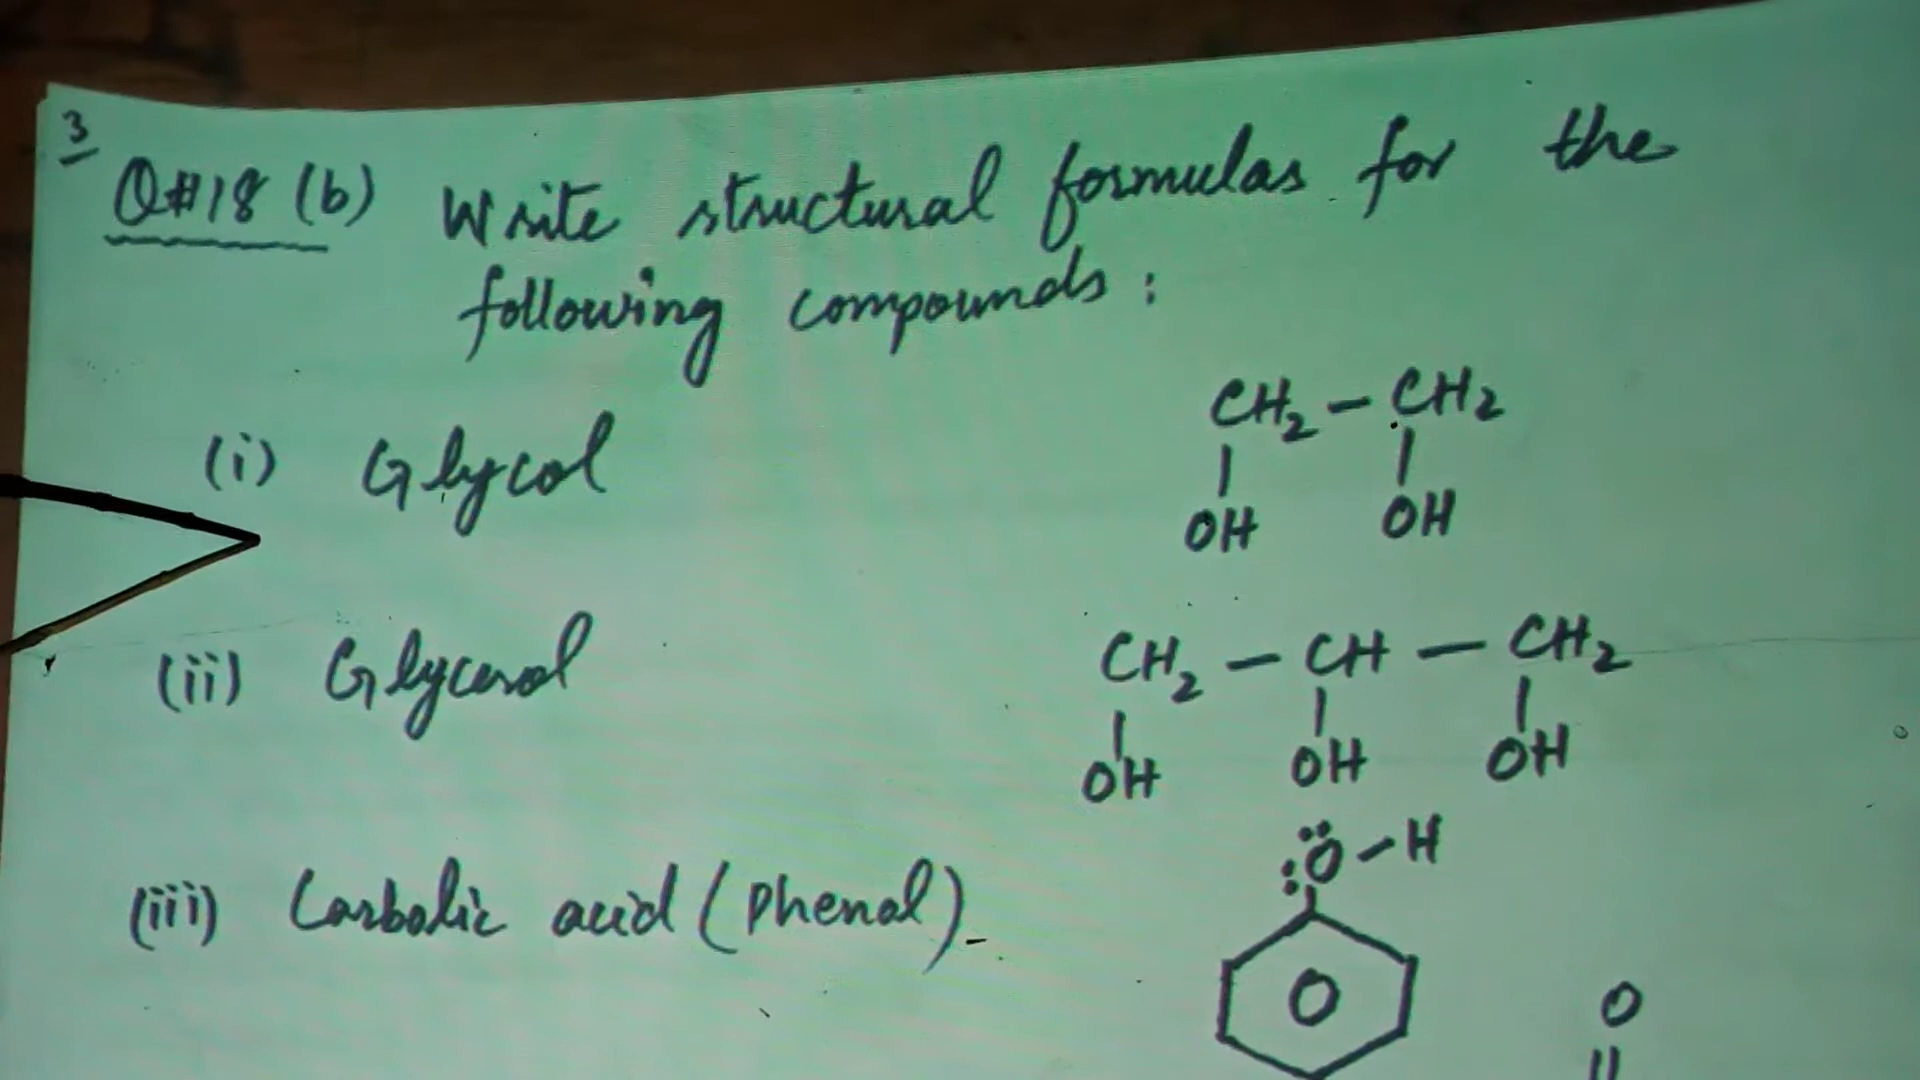 3
Q#18 (b) Write structural formulas for the
following compounds:
(i) Glycol
CH₂ – CH₂
OH OH
(ii) Glycerol
CH₂ – CH – CH₂
OH OH OH
(iii) Carbolic acid (Phenol).
:Ö–H
O